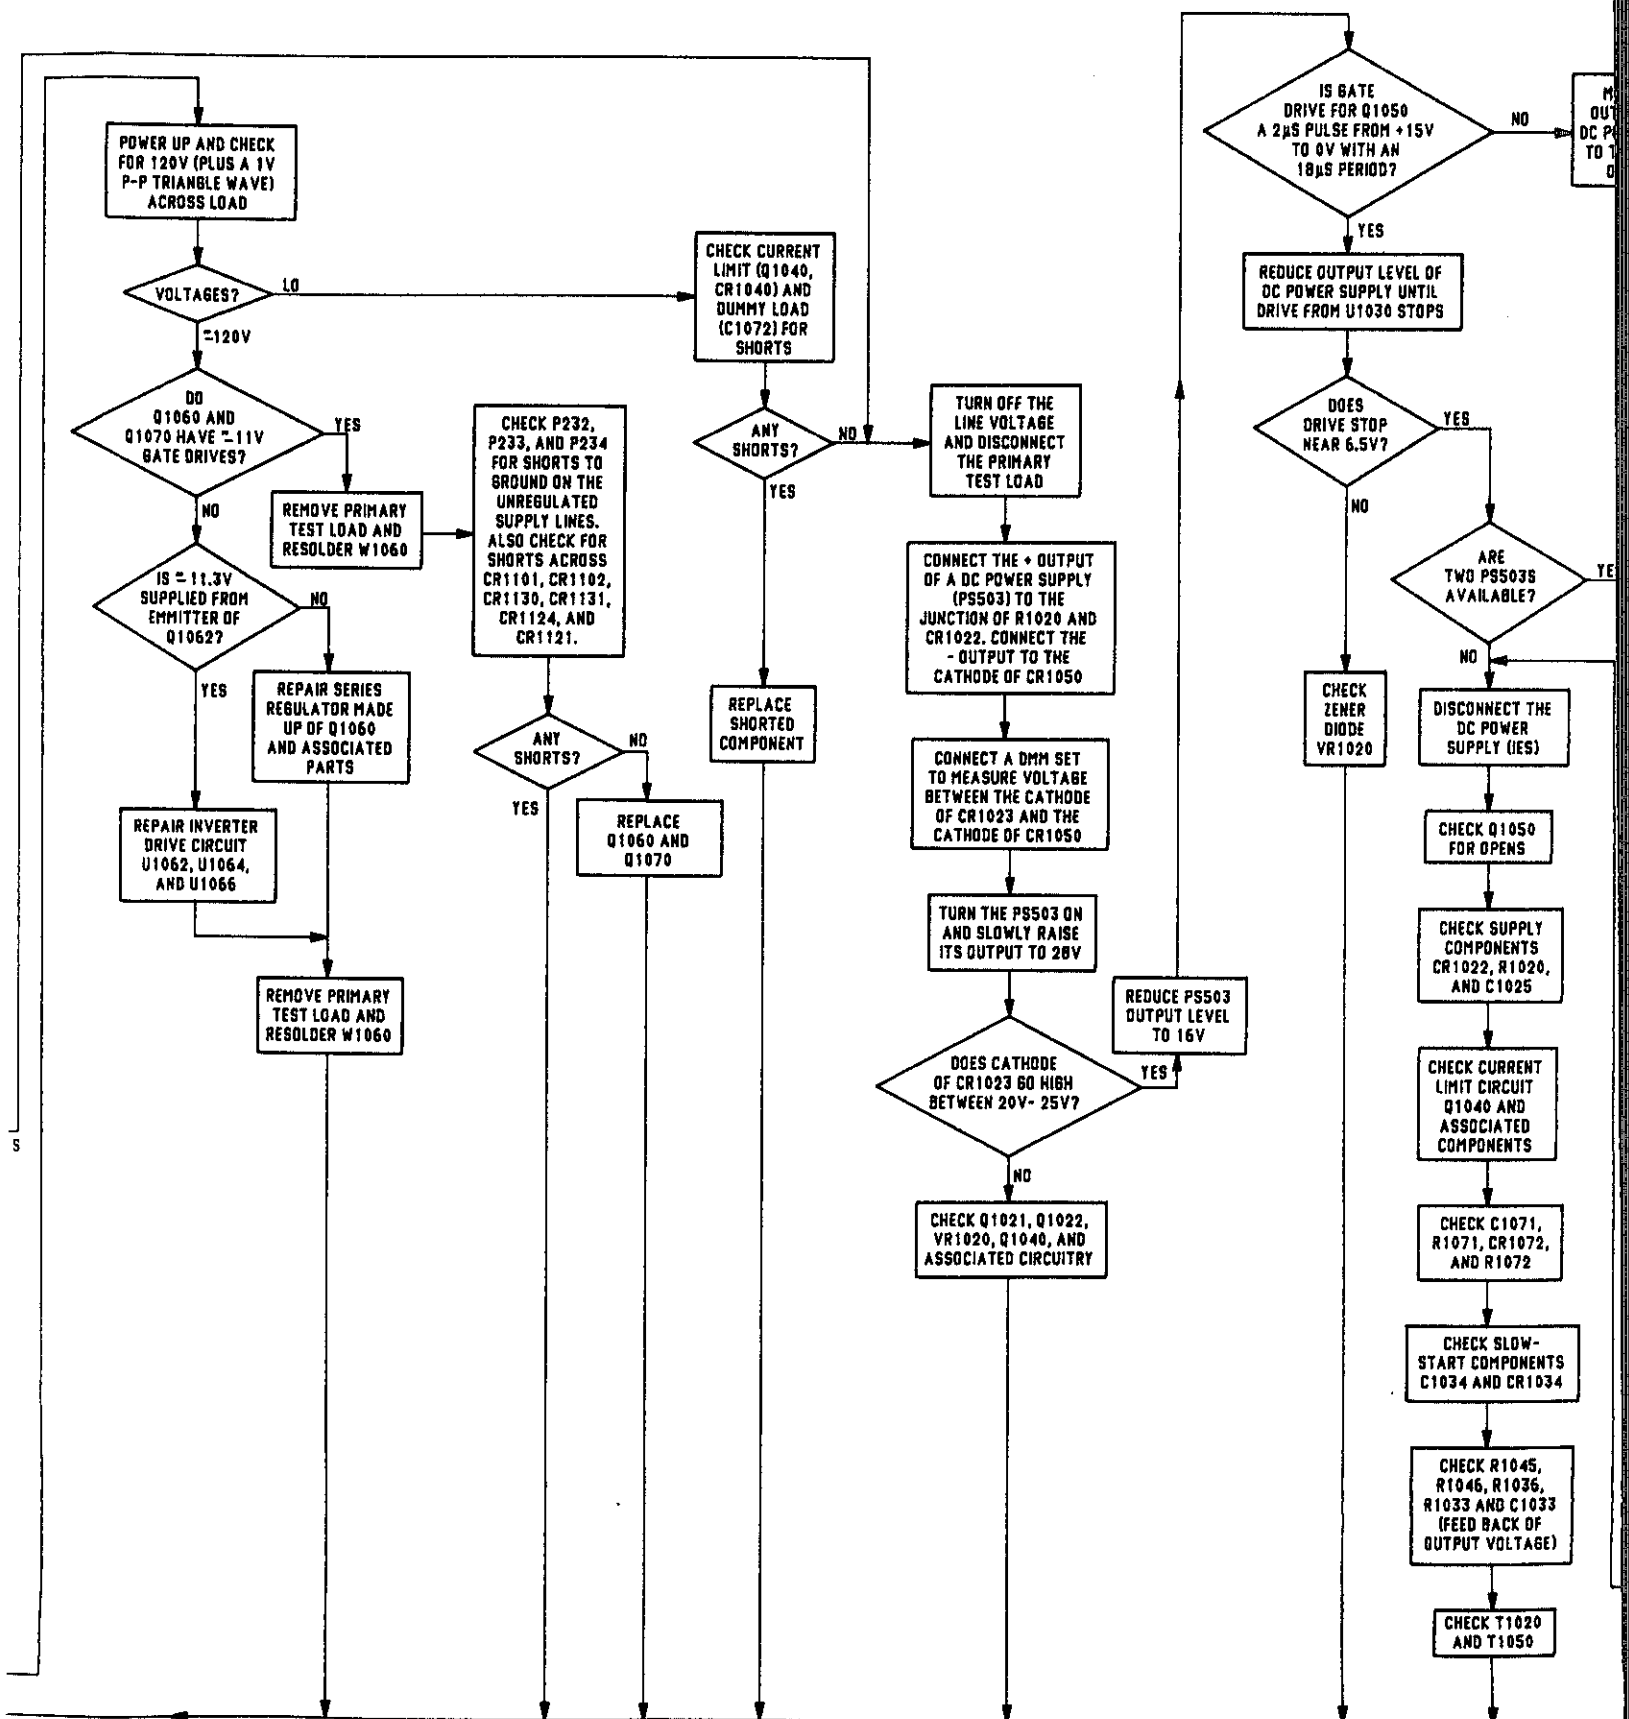 POWER UP AND CHECK
FOR 120V (PLUS A 1V
P-P TRIANGLE WAVE)
ACROSS LOAD
VOLTAGES?
LO
≈120V
DO
Q1060 AND
Q1070 HAVE ≈11V
GATE DRIVES?
YES
NO
REMOVE PRIMARY
TEST LOAD AND
RESOLDER W1060
IS ≈11.3V
SUPPLIED FROM
EMMITTER OF
Q1062?
NO
YES
REPAIR SERIES
REGULATOR MADE
UP OF Q1060
AND ASSOCIATED
PARTS
REPAIR INVERTER
DRIVE CIRCUIT
U1062, U1064,
AND U1066
REMOVE PRIMARY
TEST LOAD AND
RESOLDER W1060
S
CHECK P232,
P233, AND P234
FOR SHORTS TO
GROUND ON THE
UNREGULATED
SUPPLY LINES.
ALSO CHECK FOR
SHORTS ACROSS
CR1101, CR1102,
CR1130, CR1131,
CR1124, AND
CR1121.
ANY
SHORTS?
NO
YES
REPLACE
Q1060 AND
Q1070
CHECK CURRENT
LIMIT (Q1040,
CR1040) AND
DUMMY LOAD
(C1072) FOR
SHORTS
ANY
SHORTS?
NO
YES
REPLACE
SHORTED
COMPONENT
TURN OFF THE
LINE VOLTAGE
AND DISCONNECT
THE PRIMARY
TEST LOAD
CONNECT THE + OUTPUT
OF A DC POWER SUPPLY
(PS503) TO THE
JUNCTION OF R1020 AND
CR1022. CONNECT THE
- OUTPUT TO THE
CATHODE OF CR1050
CONNECT A DMM SET
TO MEASURE VOLTAGE
BETWEEN THE CATHODE
OF CR1023 AND THE
CATHODE OF CR1050
TURN THE PS503 ON
AND SLOWLY RAISE
ITS OUTPUT TO 26V
DOES CATHODE
OF CR1023 GO HIGH
BETWEEN 20V- 25V?
YES
NO
REDUCE PS503
OUTPUT LEVEL
TO 16V
CHECK Q1021, Q1022,
VR1020, Q1040, AND
ASSOCIATED CIRCUITRY
IS GATE
DRIVE FOR Q1050
A 2µS PULSE FROM +15V
TO 0V WITH AN
18µS PERIOD?
NO
YES
M
OUT
DC P
TO
REDUCE OUTPUT LEVEL OF
DC POWER SUPPLY UNTIL
DRIVE FROM U1030 STOPS
DOES
DRIVE STOP
NEAR 6.5V?
YES
NO
CHECK
ZENER
DIODE
VR1020
ARE
TWO PS503S
AVAILABLE?
YE
NO
DISCONNECT THE
DC POWER
SUPPLY (IES)
CHECK Q1050
FOR OPENS
CHECK SUPPLY
COMPONENTS
CR1022, R1020,
AND C1025
CHECK CURRENT
LIMIT CIRCUIT
Q1040 AND
ASSOCIATED
COMPONENTS
CHECK C1071,
R1071, CR1072,
AND R1072
CHECK SLOW-
START COMPONENTS
C1034 AND CR1034
CHECK R1045,
R1046, R1036,
R1033 AND C1033
(FEED BACK OF
OUTPUT VOLTAGE)
CHECK T1020
AND T1050